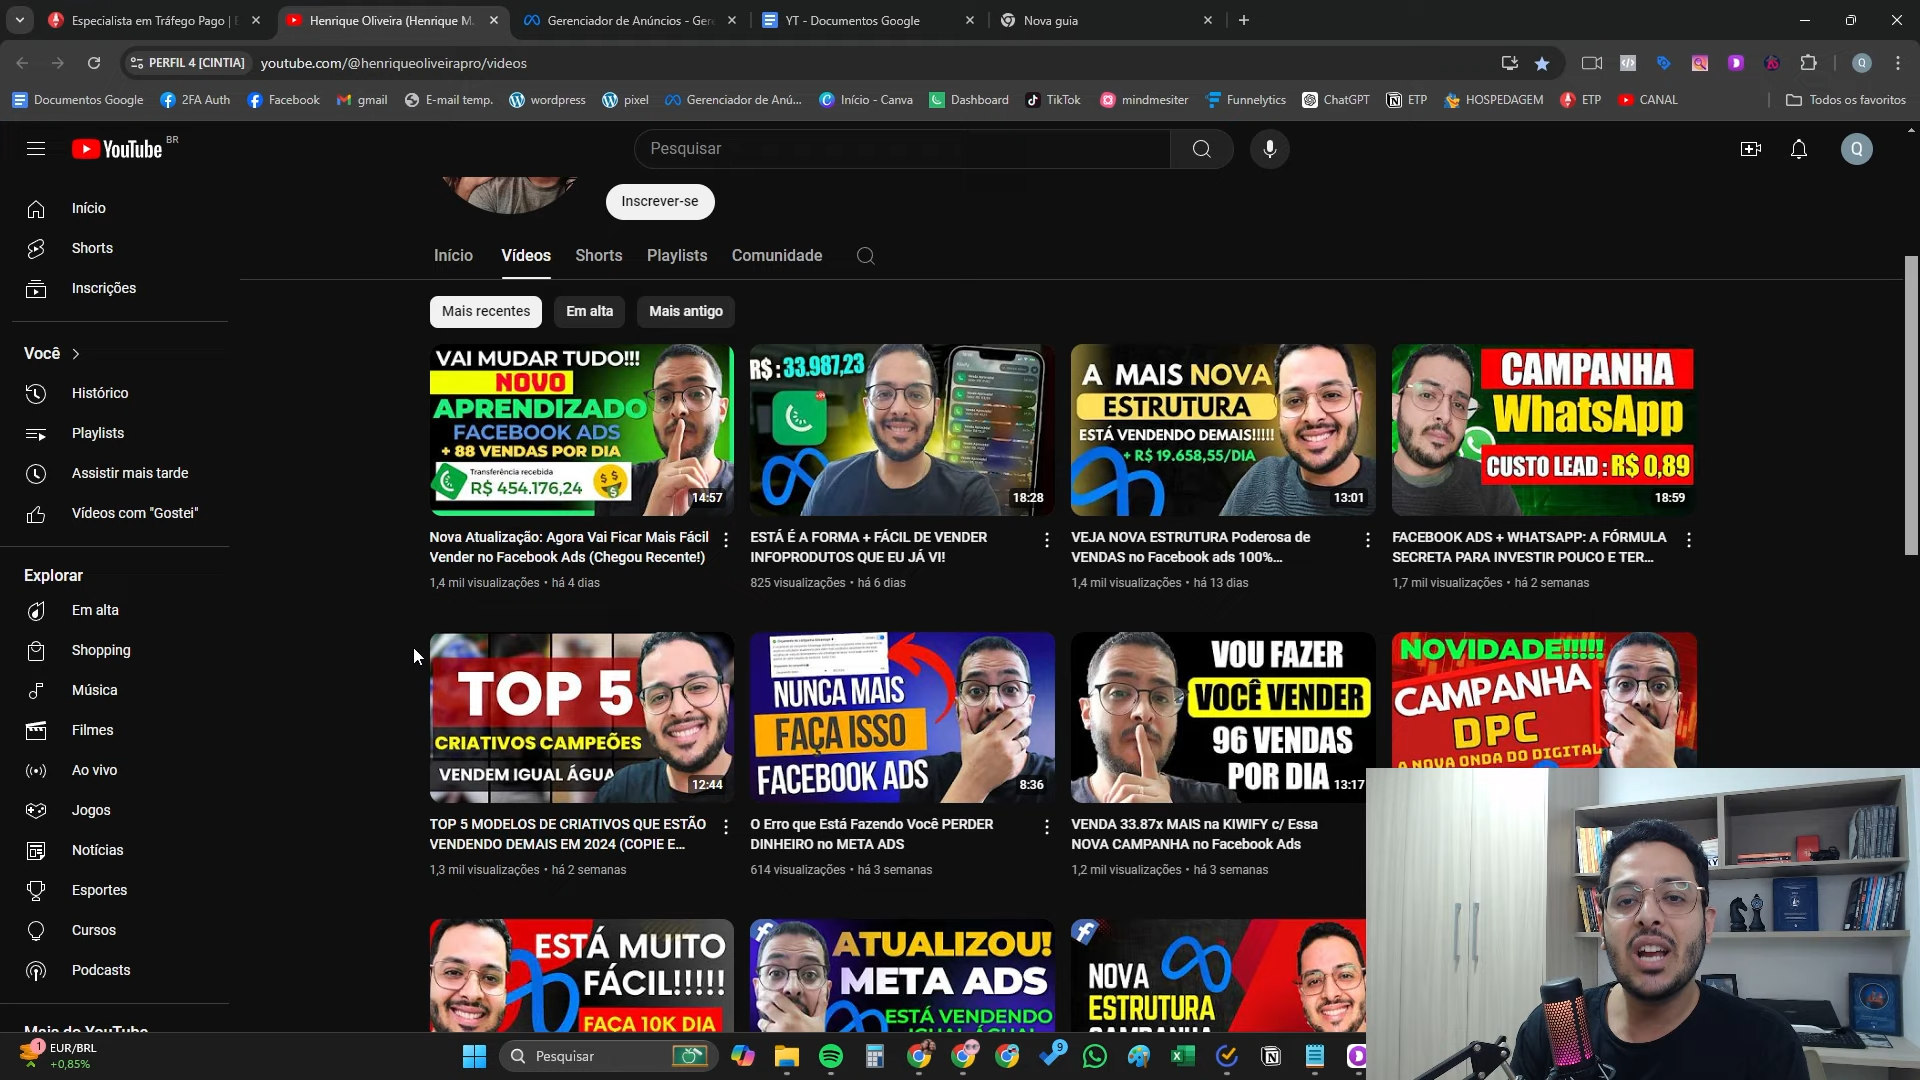 Especialista em Tráfego Pago |
Henrique Oliveira (Henrique M
Gerenciador de Anúncios - Ger
YT - Documentos Google
Nova guia
PERFIL 4 [CINTIA]
youtube.com/@henriqueoliveirapro/videos
Documentos Google
2FA Auth
Facebook
gmail
E-mail temp.
wordpress
pixel
Gerenciador de Anú...
Início - Canva
Dashboard
TikTok
mindmesiter
Funnelytics
ChatGPT
ETP
HOSPEDAGEM
ETP
CANAL
Todos os favoritos
YouTube BR
Pesquisar
Q
Início
Shorts
Inscrições
Você
Histórico
Playlists
Assistir mais tarde
Vídeos com "Gostei"
Explorar
Em alta
Shopping
Música
Filmes
Ao vivo
Jogos
Notícias
Esportes
Cursos
Podcasts
Mais do YouTube
Inscrever-se
Início
Vídeos
Shorts
Playlists
Comunidade
Mais recentes
Em alta
Mais antigo
VAI MUDAR TUDO!!!
NOVO
APRENDIZADO
FACEBOOK ADS
+ 88 VENDAS POR DIA
Transferência recebida
R$ 454.176,24
14:57
Nova Atualização: Agora Vai Ficar Mais Fácil
Vender no Facebook Ads (Chegou Recente!)
1,4 mil visualizações • há 4 dias
R$:33.987,23
18:28
ESTÁ É A FORMA + FÁCIL DE VENDER
INFOPRODUTOS QUE EU JÁ VI!
825 visualizações • há 6 dias
A MAIS NOVA
ESTRUTURA
ESTÁ VENDENDO DEMAIS!!!!!
+ R$ 19.658,55/DIA
13:01
VEJA NOVA ESTRUTURA Poderosa de
VENDAS no Facebook ads 100%...
1,4 mil visualizações • há 13 dias
CAMPANHA
WhatsApp
CUSTO LEAD : R$ 0,89
18:59
FACEBOOK ADS + WHATSAPP: A FÓRMULA
SECRETA PARA INVESTIR POUCO E TER...
1,7 mil visualizações • há 2 semanas
TOP 5
CRIATIVOS CAMPEÕES
VENDEM IGUAL ÁGUA
12:44
TOP 5 MODELOS DE CRIATIVOS QUE ESTÃO
VENDENDO DEMAIS EM 2024 (COPIE E...
1,3 mil visualizações • há 2 semanas
NUNCA MAIS
FAÇA ISSO
FACEBOOK ADS
8:36
O Erro que Está Fazendo Você PERDER
DINHEIRO no META ADS
614 visualizações • há 3 semanas
VOU FAZER
VOCÊ VENDER
96 VENDAS
POR DIA
13:17
VENDA 33.87x MAIS na KIWIFY c/ Essa
NOVA CAMPANHA no Facebook Ads
1,2 mil visualizações • há 3 semanas
NOVIDADE!!!!!
CAMPANHA
DPC
A NOVA ONDA DO DIGITAL
ESTÁ MUITO
FÁCIL!!!!!
FAÇA 10K DIA
ATUALIZOU!
META ADS
ESTÁ VENDENDO
IGUAL ÁGUA!
NOVA
ESTRUTURA
CAMPANHA
1
EUR/BRL
+0,85%
Pesquisar
9